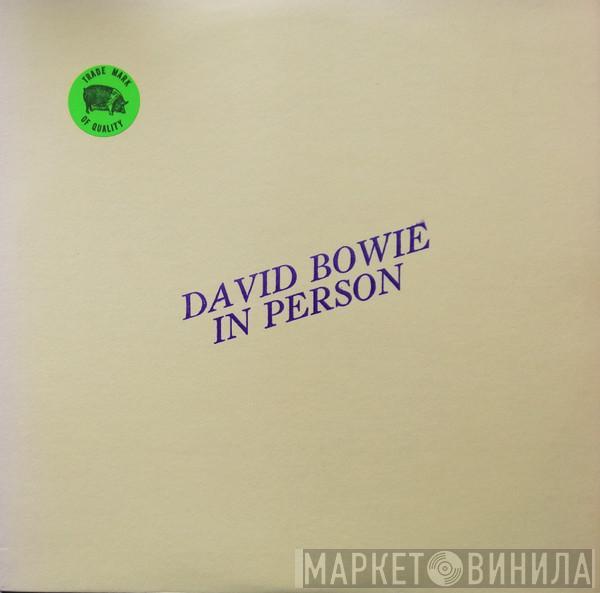 TRADE MARK
OF QUALITY
DAVID BOWIE
IN PERSON
МАРКЕТ ВИНИЛА